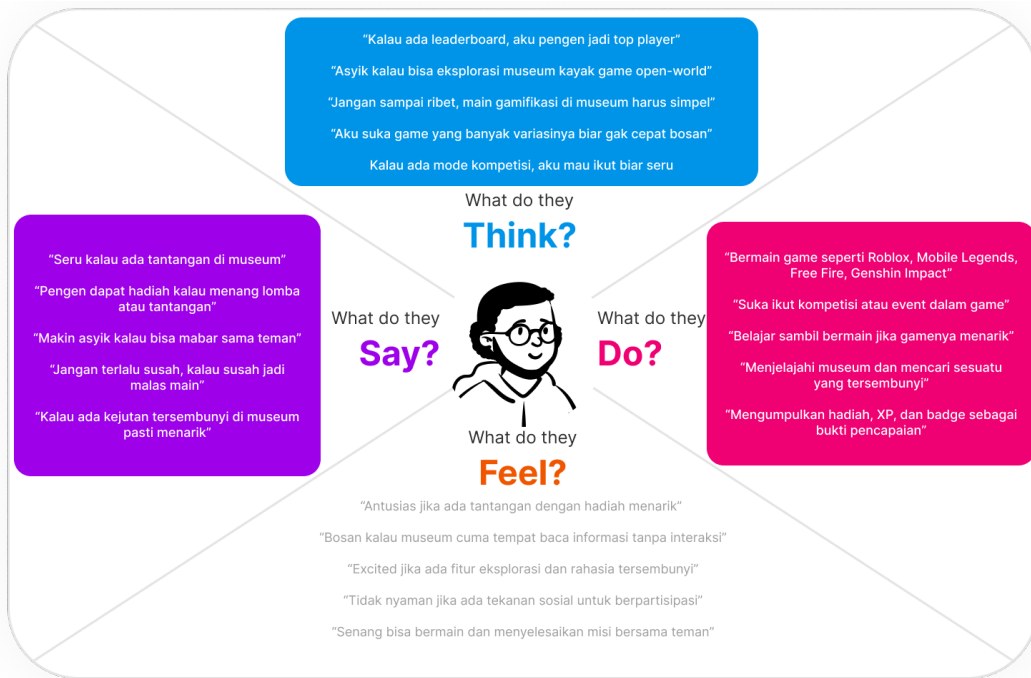 “Kalau ada leaderboard, aku pengen jadi top player”
“Asyik kalau bisa eksplorasi museum kayak game open-world”
“Jangan sampai ribet, main gamifikasi di museum harus simpel”
“Aku suka game yang banyak variasinya biar gak cepat bosan”
Kalau ada mode kompetisi, aku mau ikut biar seru
What do they
Think?
“Seru kalau ada tantangan di museum”
“Pengen dapat hadiah kalau menang lomba
atau tantangan”
“Makin asyik kalau bisa mabar sama teman”
“Jangan terlalu susah, kalau susah jadi
malas main”
“Kalau ada kejutan tersembunyi di museum
pasti menarik”
What do they
Say?
What do they
Do?
“Bermain game seperti Roblox, Mobile Legends,
Free Fire, Genshin Impact”
“Suka ikut kompetisi atau event dalam game”
“Belajar sambil bermain jika gamenya menarik”
“Menjelajahi museum dan mencari sesuatu
yang tersembunyi”
“Mengumpulkan hadiah, XP, dan badge sebagai
bukti pencapaian”
What do they
Feel?
“Antusias jika ada tantangan dengan hadiah menarik”
“Bosan kalau museum cuma tempat baca informasi tanpa interaksi”
“Excited jika ada fitur eksplorasi dan rahasia tersembunyi”
“Tidak nyaman jika ada tekanan sosial untuk berpartisipasi”
“Senang bisa bermain dan menyelesaikan misi bersama teman”